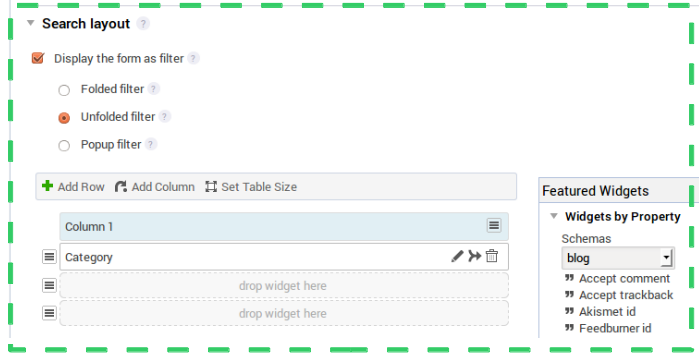 Search layout ?
Display the form as filter ?
Folded filter ?
Unfolded filter ?
Popup filter ?
Add Row Add Column Set Table Size
Column 1
Category
drop widget here
drop widget here
Featured Widgets
Widgets by Property
Schemas
blog
Accept comment
Accept trackback
Akismet id
Feedburner id